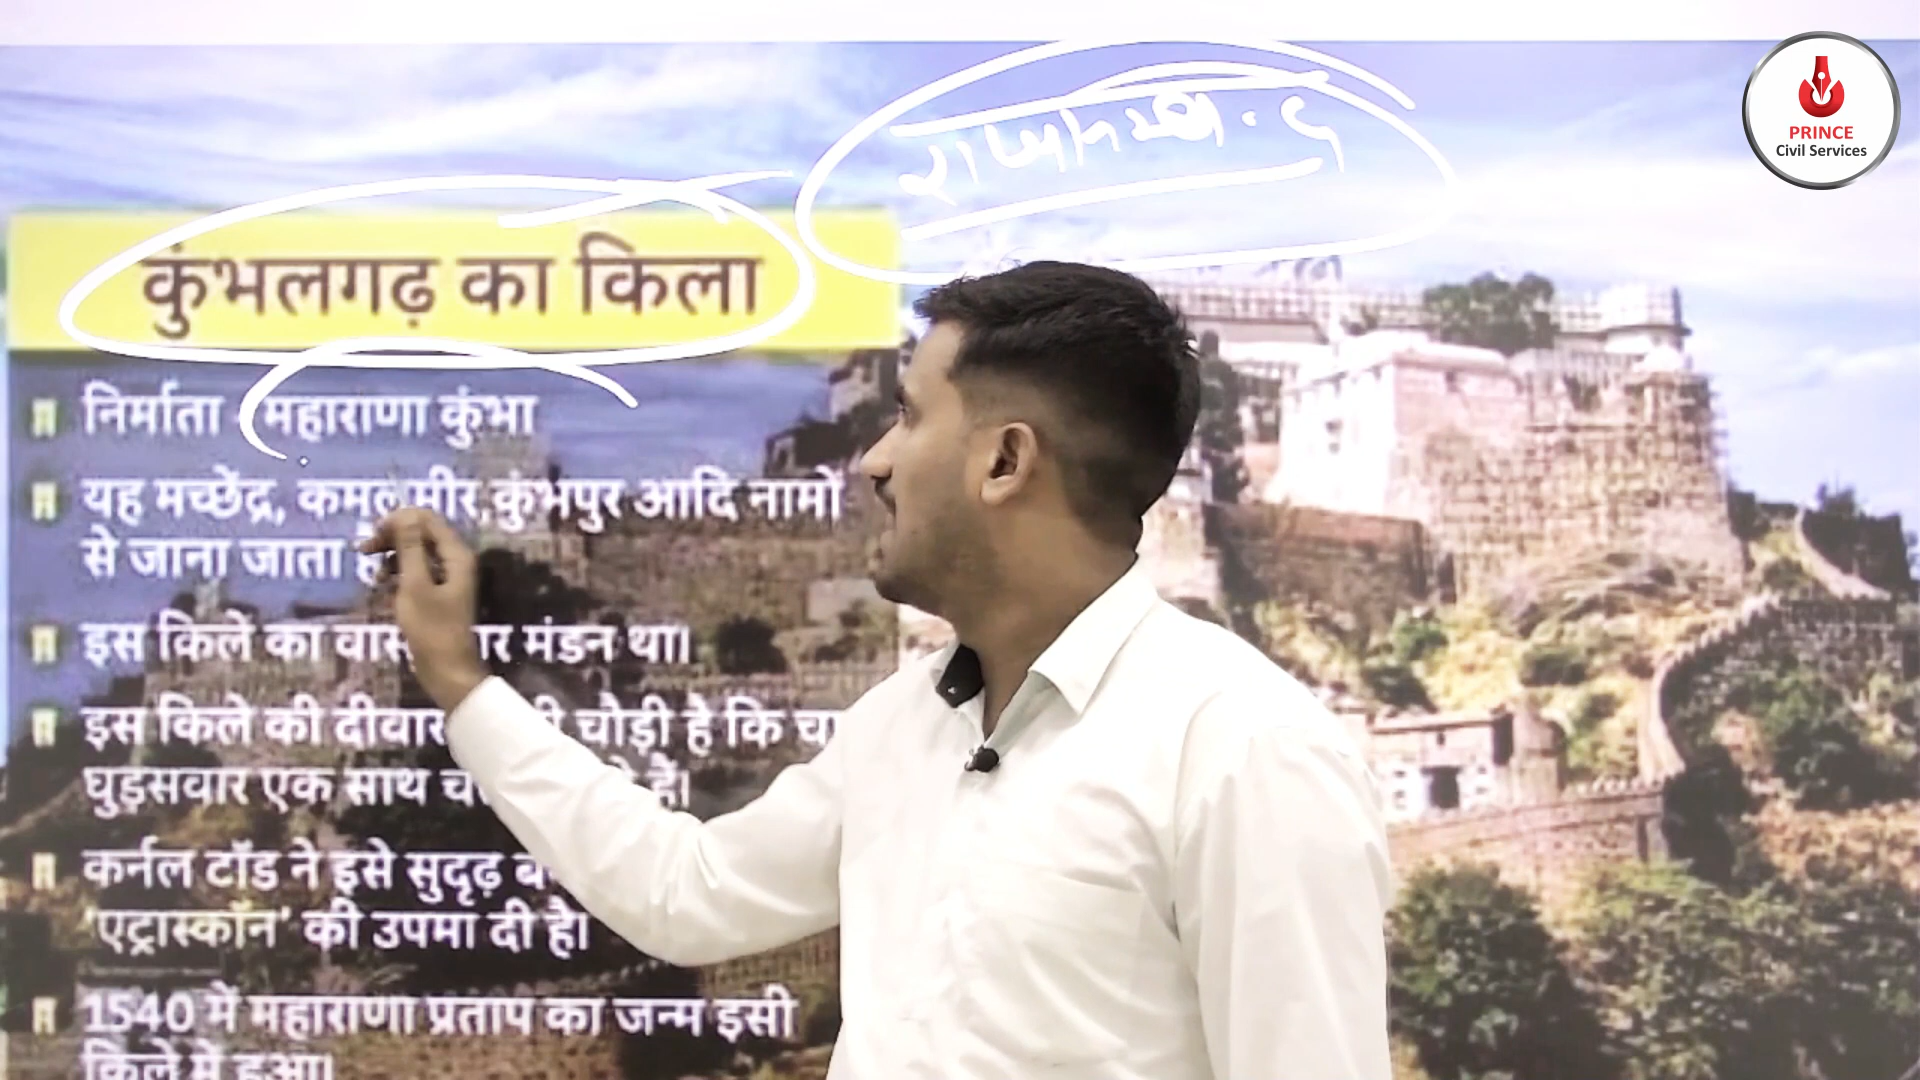 PRINCE
Civil Services
कुंभलगढ़ का किला
निर्माता महाराणा कुंभा
यह मच्छेंद्र, कमल मीर,कुंभपुर आदि नामों
से जाना जाता
इस किले का मंडन था।
इस किले की दीवार चौड़ी है कि
घुड़सवार एक साथ
कर्नल टॉड ने इसे सुदृढ़
'एट्रास्कॉन' की उपमा दी है।
1540 में महाराणा प्रताप का जन्म इसी
किले में हुआ।